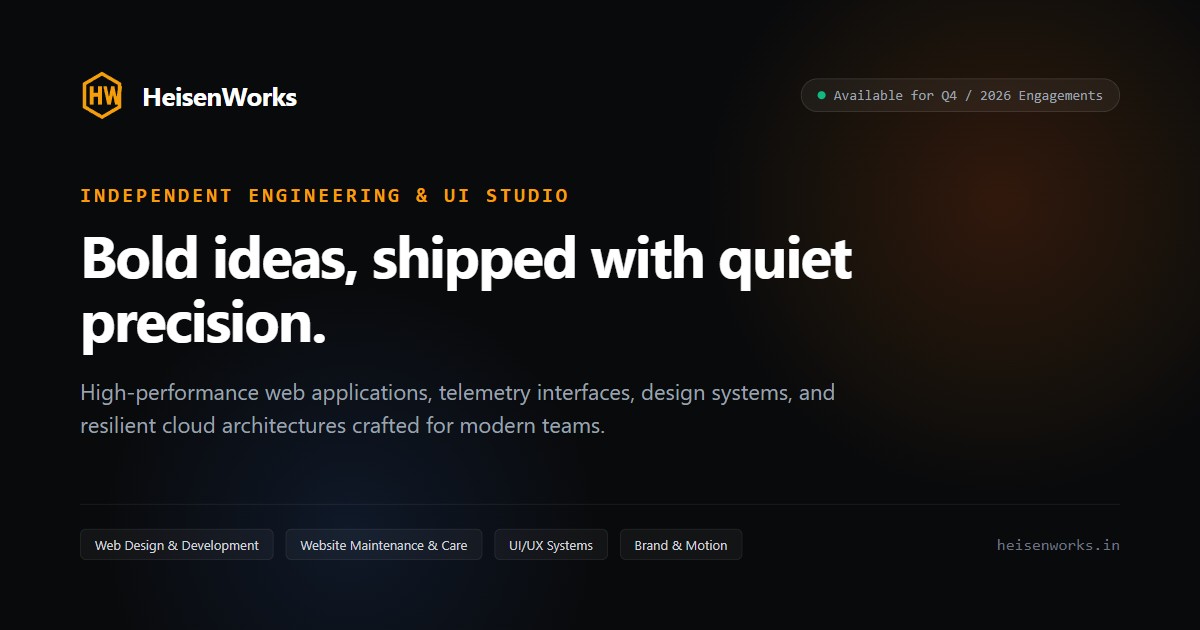 HW
HeisenWorks
Available for Q4 / 2026 Engagements
INDEPENDENT ENGINEERING & UI STUDIO
Bold ideas, shipped with quiet
precision.
High-performance web applications, telemetry interfaces, design systems, and
resilient cloud architectures crafted for modern teams.
Web Design & Development
Website Maintenance & Care
UI/UX Systems
Brand & Motion
heisenworks.in